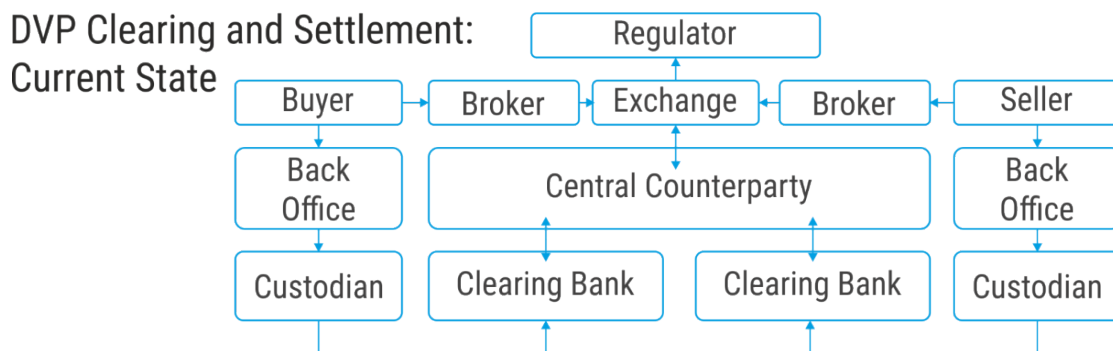 DVP Clearing and Settlement:
Current State
Regulator
Buyer
Broker
Exchange
Broker
Seller
Back
Office
Central Counterparty
Back
Office
Custodian
Clearing Bank
Clearing Bank
Custodian